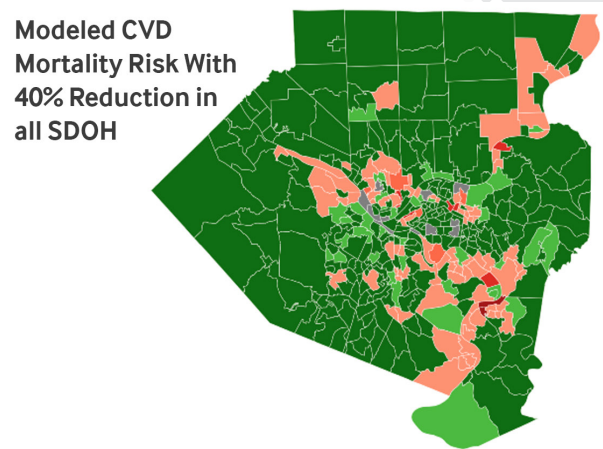 Modeled CVD
Mortality Risk With
40% Reduction in
all SDOH